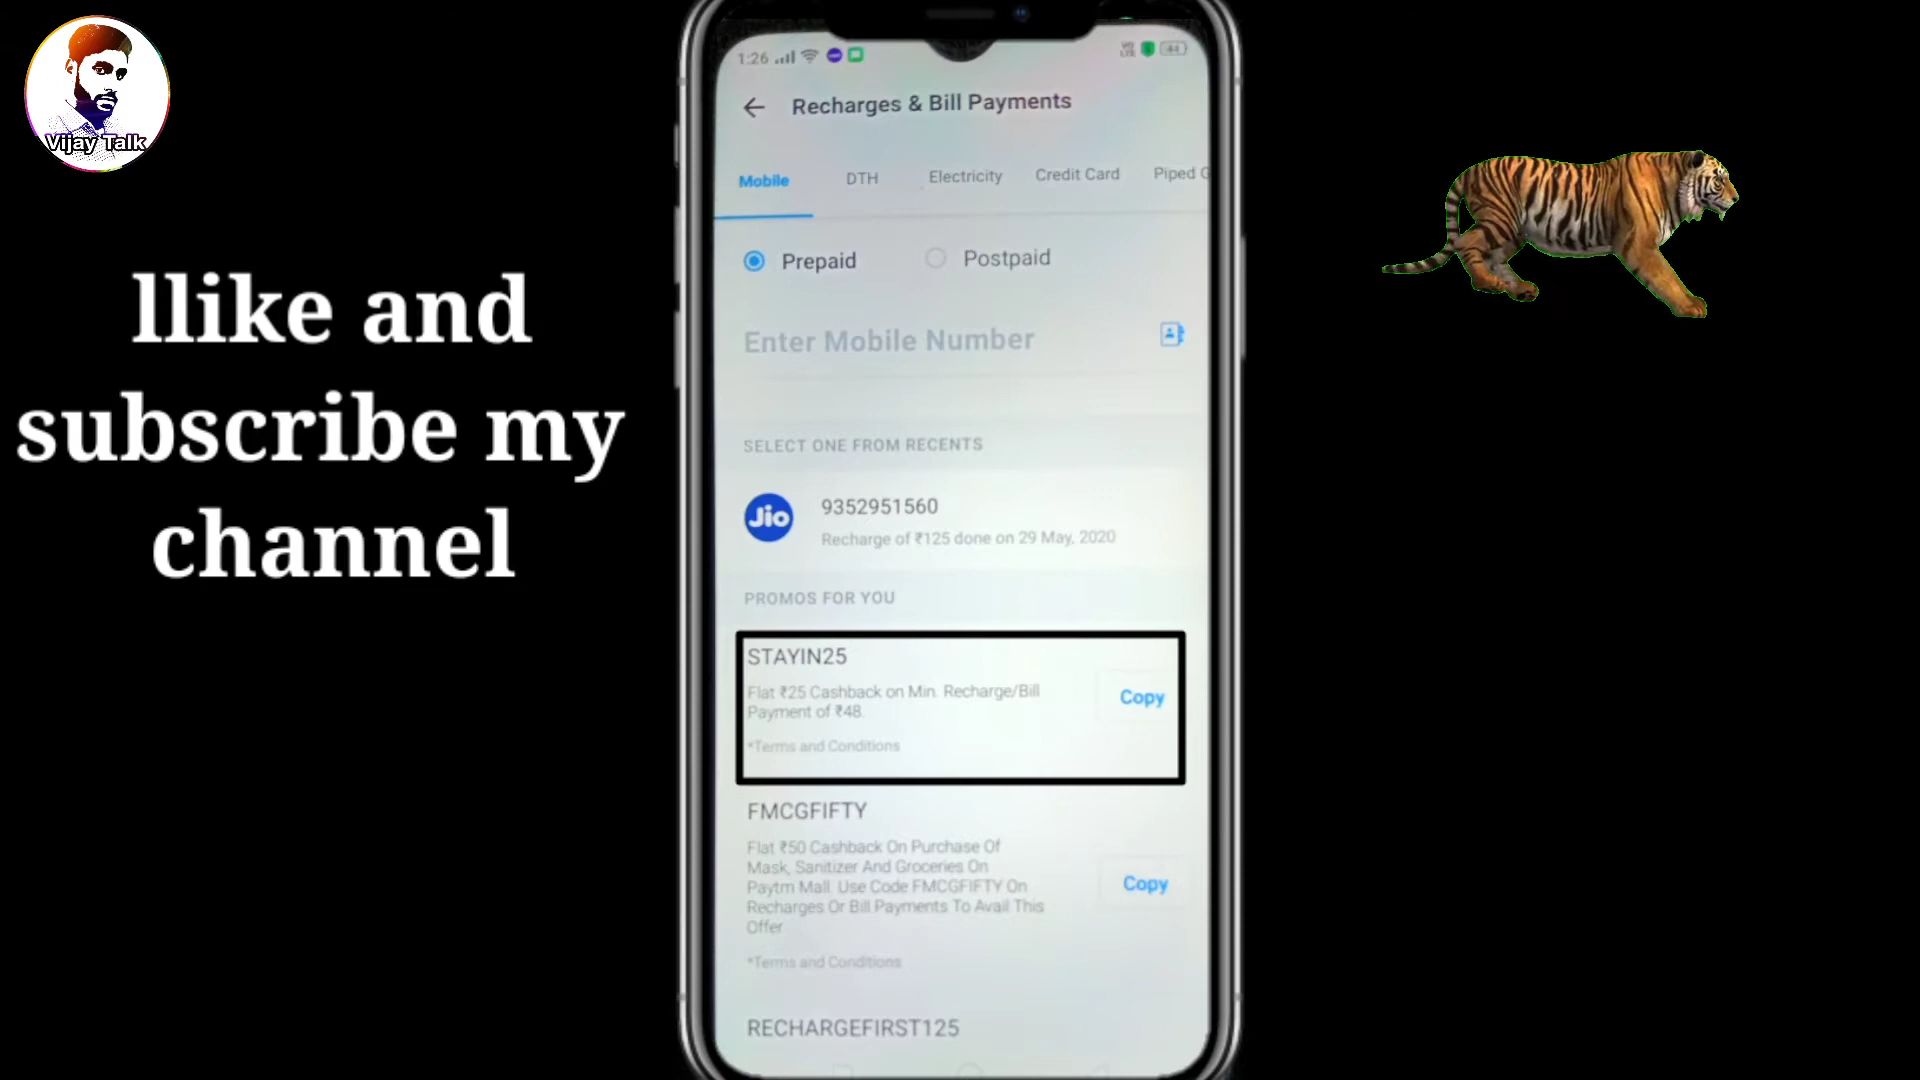 Vijay Talk
llike and
subscribe my
channel
1:26
VO
LTE
44
Recharges & Bill Payments
Mobile DTH Electricity Credit Card Piped G
Prepaid Postpaid
Enter Mobile Number
SELECT ONE FROM RECENTS
Jio
9352951560
Recharge of ₹125 done on 29 May, 2020
PROMOS FOR YOU
STAYIN25
Flat ₹25 Cashback on Min. Recharge/Bill
Payment of ₹48.
Copy
*Terms and Conditions
FMCGFIFTY
Flat ₹50 Cashback On Purchase Of
Mask, Sanitizer And Groceries On
Paytm Mall. Use Code FMCGFIFTY On
Recharges Or Bill Payments To Avail This
Offer
Copy
*Terms and Conditions
RECHARGEFIRST125